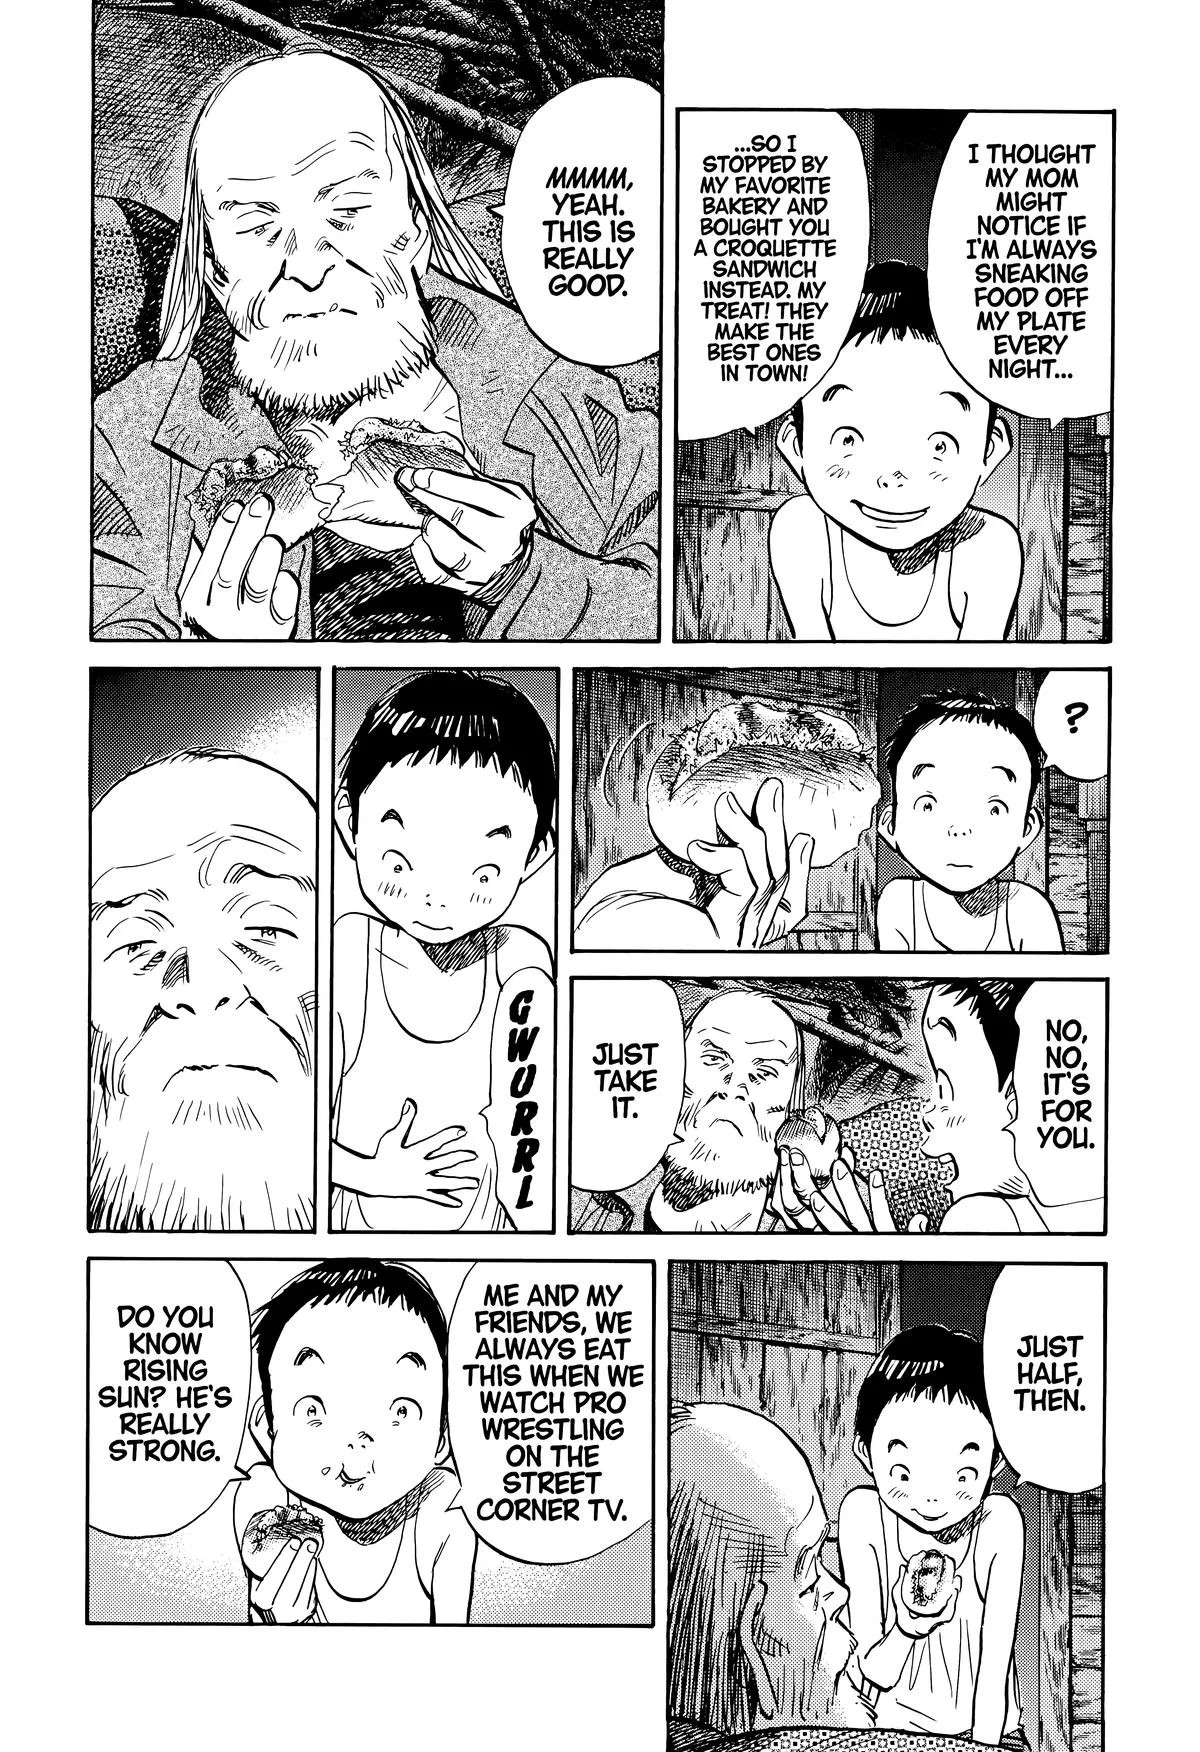 I THOUGHT
MY MOM
MIGHT
NOTICE IF
I'M ALWAYS
SNEAKING
FOOD OFF
MY PLATE
EVERY
NIGHT...
...SO I
STOPPED BY
MY FAVORITE
BAKERY AND
BOUGHT YOU
A CROQUETTE
SANDWICH
INSTEAD. MY
TREAT! THEY
MAKE THE
BEST ONES
IN TOWN!
MMMM,
YEAH.
THIS IS
REALLY
GOOD.
?
NO,
NO,
IT'S
FOR
YOU.
JUST
TAKE
IT.
GWURRL
JUST
HALF,
THEN.
ME AND MY
FRIENDS, WE
ALWAYS EAT
THIS WHEN WE
WATCH PRO
WRESTLING
ON THE
STREET
CORNER TV.
DO YOU
KNOW
RISING
SUN? HE'S
REALLY
STRONG.